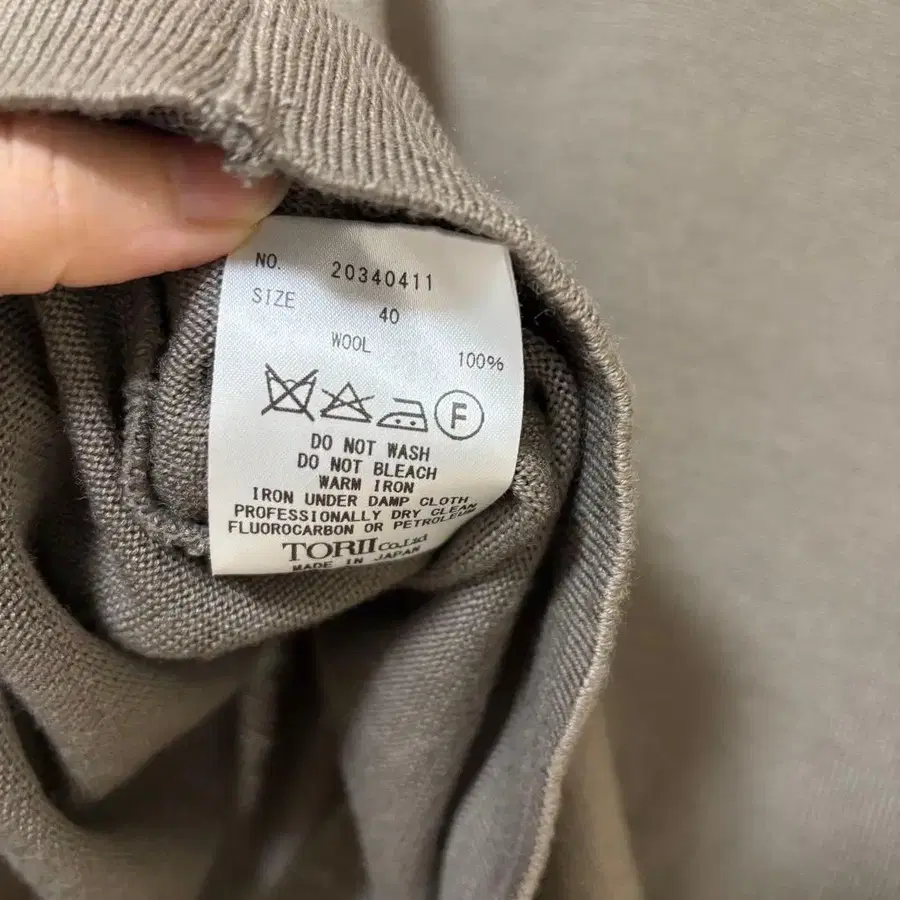 NO. 20340411
SIZE 40
WOOL 100%
F
DO NOT WASH
DO NOT BLEACH
WARM IRON
IRON UNDER DAMP CLOTH
PROFESSIONALLY DRY CLEAN
FLUOROCARBON OR PETROLEUM
TORII Co.Ltd
MADE IN JAPAN